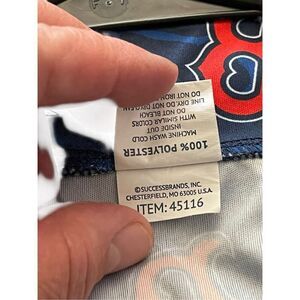 100% POLYESTER
MACHINE WASH COLD
INSIDE OUT
WITH SIMILAR COLORS
DO NOT BLEACH
LINE DRY. DO NOT DRY CLEAN
DO NOT IRON
©SUCCESSBRANDS, INC.
CHESTERFIELD, MO 63005 U.S.A.
ITEM: 45116